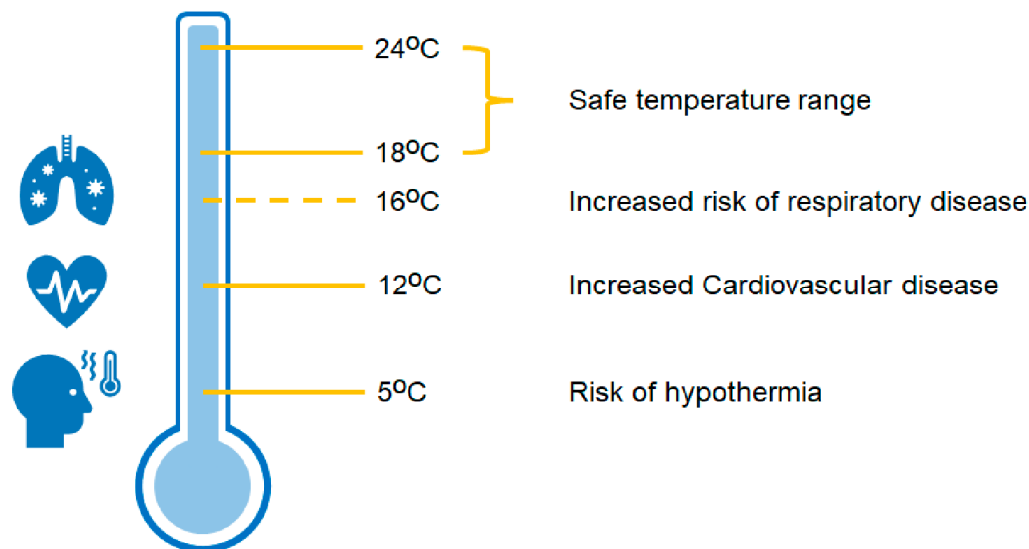 24ºC
Safe temperature range
18ºC
16ºC Increased risk of respiratory disease
12ºC Increased Cardiovascular disease
5ºC Risk of hypothermia